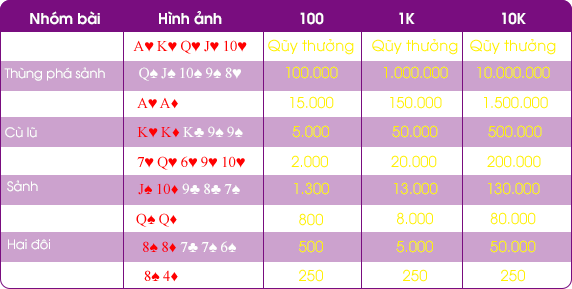 Nhóm bài Hình ảnh 100 1K 10K
A♥ K♥ Q♥ J♥ 10♥ Qũy thưởng Qũy thưởng Qũy thưởng
Thùng phá sảnh Q♠ J♠ 10♠ 9♠ 8♥ 100.000 1.000.000 10.000.000
A♥ A♦ 15.000 150.000 1.500.000
Cù lũ K♥ K♦ K♣ 9♠ 9♠ 5.000 50.000 500.000
7♥ Q♥ 6♥ 9♥ 10♥ 2.000 20.000 200.000
Sảnh J♠ 10♦ 9♣ 8♣ 7♠ 1.300 13.000 130.000
Q♠ Q♦ 800 8.000 80.000
Hai đôi 8♠ 8♦ 7♣ 7♠ 6♠ 500 5.000 50.000
8♠ 4♦ 250 250 250